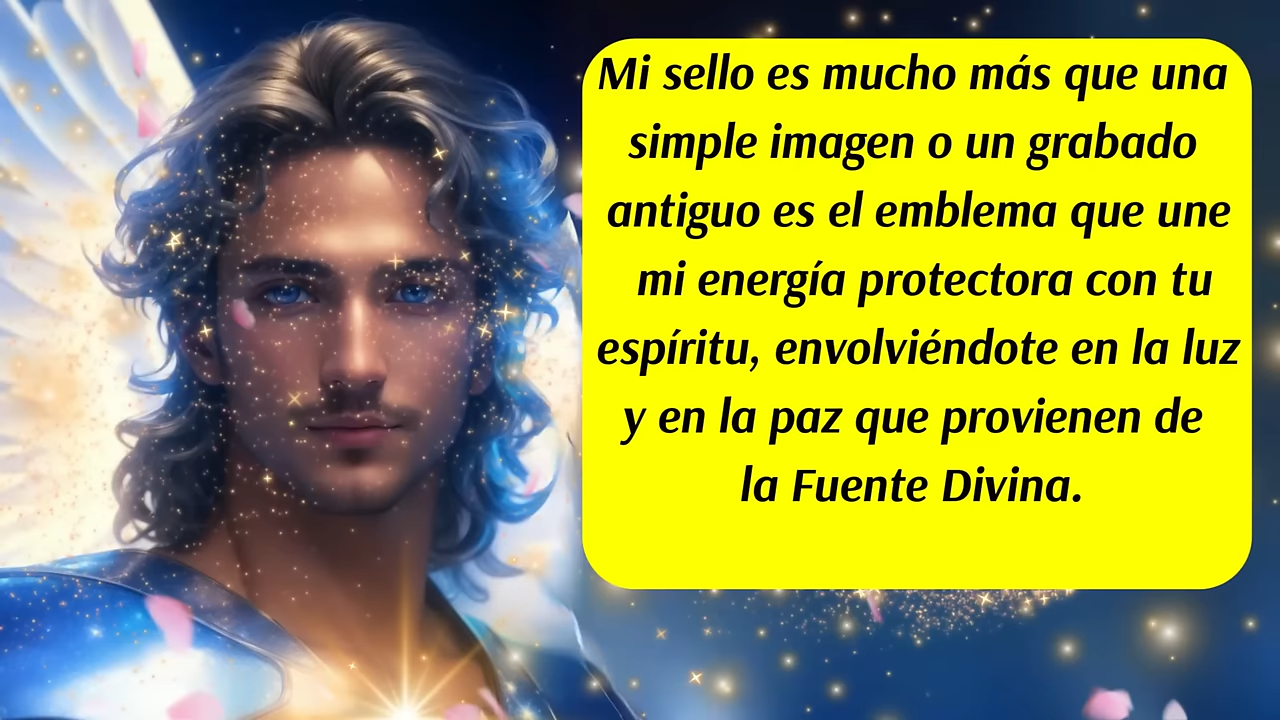 Mi sello es mucho más que una
simple imagen o un grabado
antiguo es el emblema que une
mi energía protectora con tu
espíritu, envolviéndote en la luz
y en la paz que provienen de
la Fuente Divina.